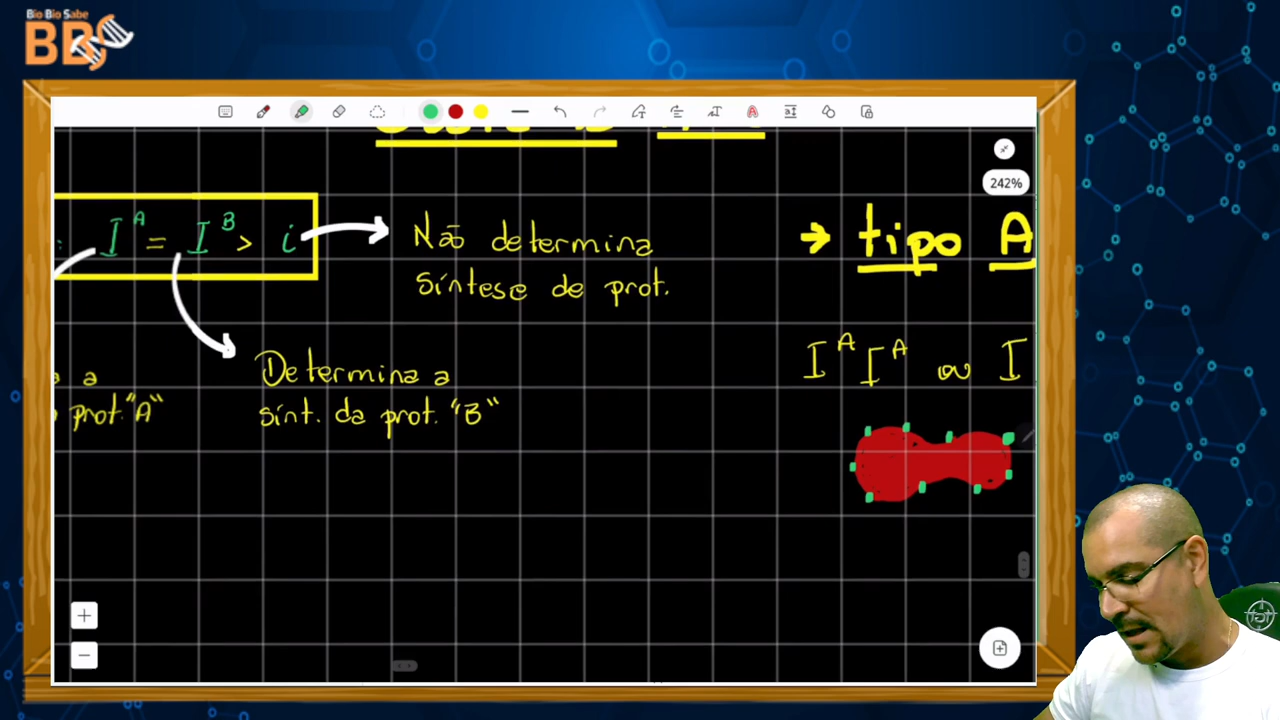 Bio Bio Sabe
BBS
242%
: I^A = I^B > i
Não determina
síntese de prot.
→ tipo A
I^A I^A ou I
a
prot. "A"
Determina a
sínt. da prot. "B"